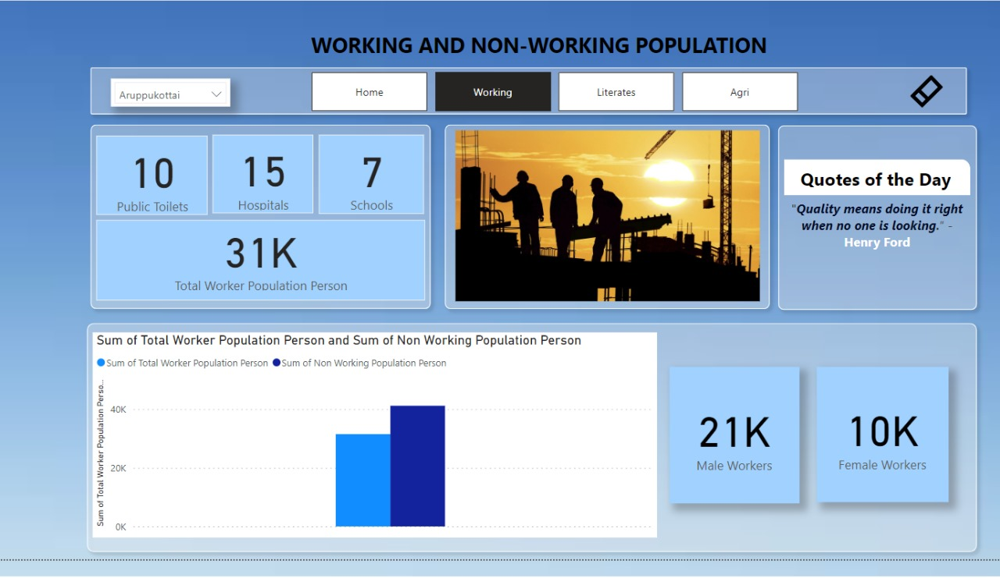 WORKING AND NON-WORKING POPULATION
Aruppukottai
Home
Working
Literates
Agri
10
Public Toilets
15
Hospitals
7
Schools
31K
Total Worker Population Person
Quotes of the Day
"Quality means doing it right
when no one is looking." -
Henry Ford
Sum of Total Worker Population Person and Sum of Non Working Population Person
Sum of Total Worker Population Person
Sum of Non Working Population Person
Sum of Total Worker Population Perso...
40K
20K
0K
21K
Male Workers
10K
Female Workers